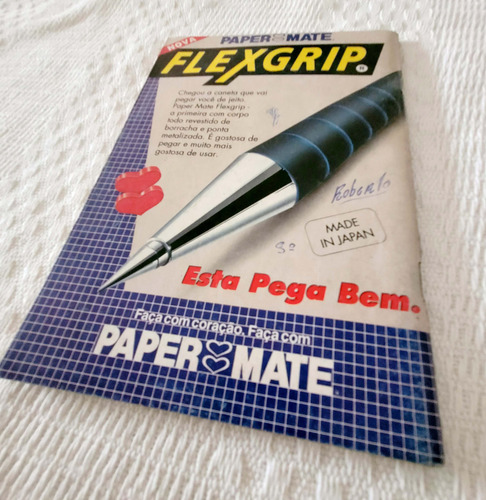 NOVA
PAPER MATE
FLEXGRIP®
Chegou a caneta que vai
pegar você de jeito.
Paper Mate Flexgrip -
a primeira com corpo
todo revestido de
borracha e ponta
metalizada. É gostosa de
pegar e muito mais
gostosa de usar.
Roberto
MADE
IN JAPAN
Esta Pega Bem.
Faça com coração. Faça com
PAPER MATE